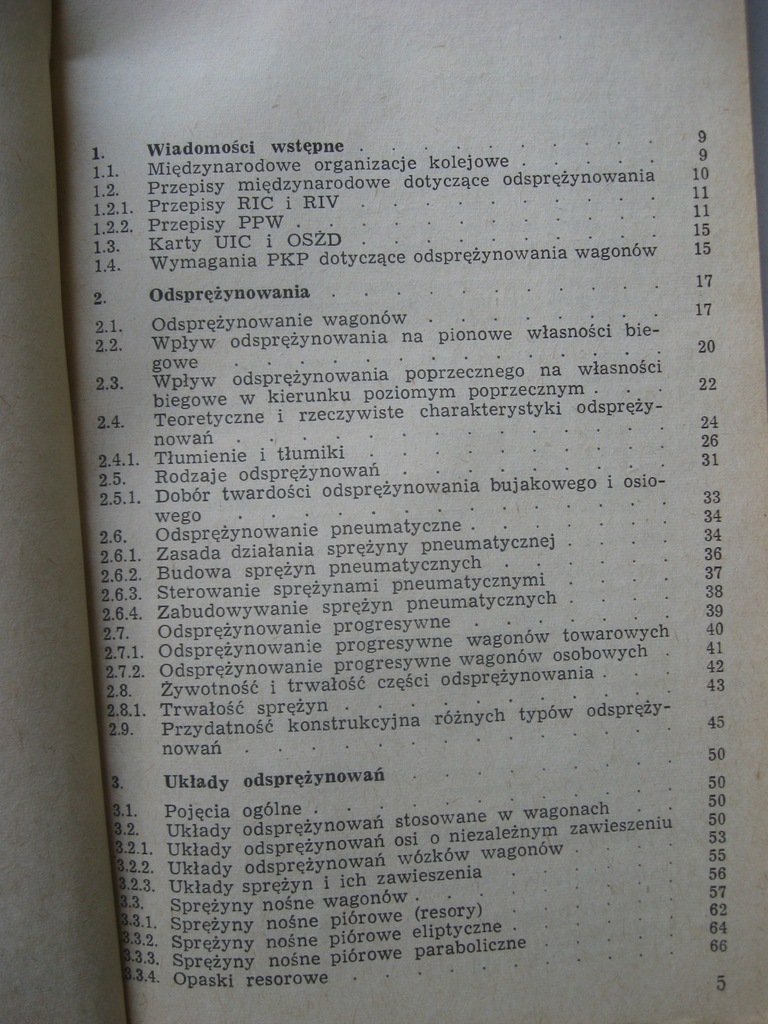 1. Wiadomości wstępne . . . . . . . . . 9
1.1. Międzynarodowe organizacje kolejowe . . . . . 9
1.2. Przepisy międzynarodowe dotyczące odsprężynowania 10
1.2.1. Przepisy RIC i RIV . . . . . . . . . 11
1.2.2. Przepisy PPW . . . . . . . . . . . 11
1.3. Karty UIC i OSŻD . . . . . . . . . 15
1.4. Wymagania PKP dotyczące odsprężynowania wagonów 15
2. Odsprężynowania . . . . . . . . . . 17
2.1. Odsprężynowanie wagonów . . . . . . . 17
2.2. Wpływ odsprężynowania na pionowe własności bie-
gowe . . . . . . . . . . . . . . 20
2.3. Wpływ odsprężynowania poprzecznego na własności
biegowe w kierunku poziomym poprzecznym . . . 22
2.4. Teoretyczne i rzeczywiste charakterystyki odspręży-
nowań . . . . . . . . . . . . . 24
2.4.1. Tłumienie i tłumiki . . . . . . . . . 26
2.5. Rodzaje odsprężynowań . . . . . . . . 31
2.5.1. Dobór twardości odsprężynowania bujakowego i osio-
wego . . . . . . . . . . . . . . 33
2.6. Odsprężynowanie pneumatyczne . . . . . . 34
2.6.1. Zasada działania sprężyny pneumatycznej . . . . 34
2.6.2. Budowa sprężyn pneumatycznych . . . . . . 36
2.6.3. Sterowanie sprężynami pneumatycznymi . . . . 37
2.6.4. Zabudowywanie sprężyn pneumatycznych . . . . 38
2.7. Odsprężynowanie progresywne . . . . . . . 39
2.7.1. Odsprężynowanie progresywne wagonów towarowych 40
2.7.2. Odsprężynowanie progresywne wagonów osobowych . 41
2.8. Żywotność i trwałość części odsprężynowania . . . 42
2.8.1. Trwałość sprężyn . . . . . . . . . . 43
2.9. Przydatność konstrukcyjna różnych typów odspręży-
nowań . . . . . . . . . . . . . 45
3. Układy odsprężynowań . . . . . . . . 50
3.1. Pojęcia ogólne . . . . . . . . . . . 50
3.2. Układy odsprężynowań stosowane w wagonach . . 50
3.2.1. Układy odsprężynowań osi o niezależnym zawieszeniu 50
3.2.2. Układy odsprężynowań wózków wagonów . . . . 53
3.2.3. Układy sprężyn i ich zawieszenia . . . . . . 55
3.3. Sprężyny nośne wagonów . . . . . . . . 56
3.3.1. Sprężyny nośne piórowe (resory) . . . . . . 57
3.3.2. Sprężyny nośne piórowe eliptyczne . . . . . 62
3.3.3. Sprężyny nośne piórowe paraboliczne . . . . 64
3.3.4. Opaski resorowe . . . . . . . . . . 66
5